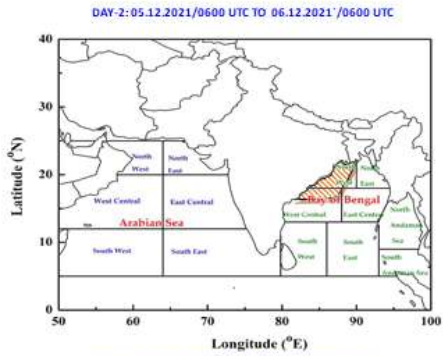 DAY-2: 05.12.2021/0600 UTC TO 06.12.2021`/0600 UTC
40
30
20
10
0
Latitude (°N)
North
West
North
East
West Central
East Central
Arabian Sea
South West
South East
North
East
Bay of Bengal
West Central
East Central
South
West
South
East
North
Andaman
Sea
South
Andaman Sea
50
60
70
80
90
100
Longitude (°E)